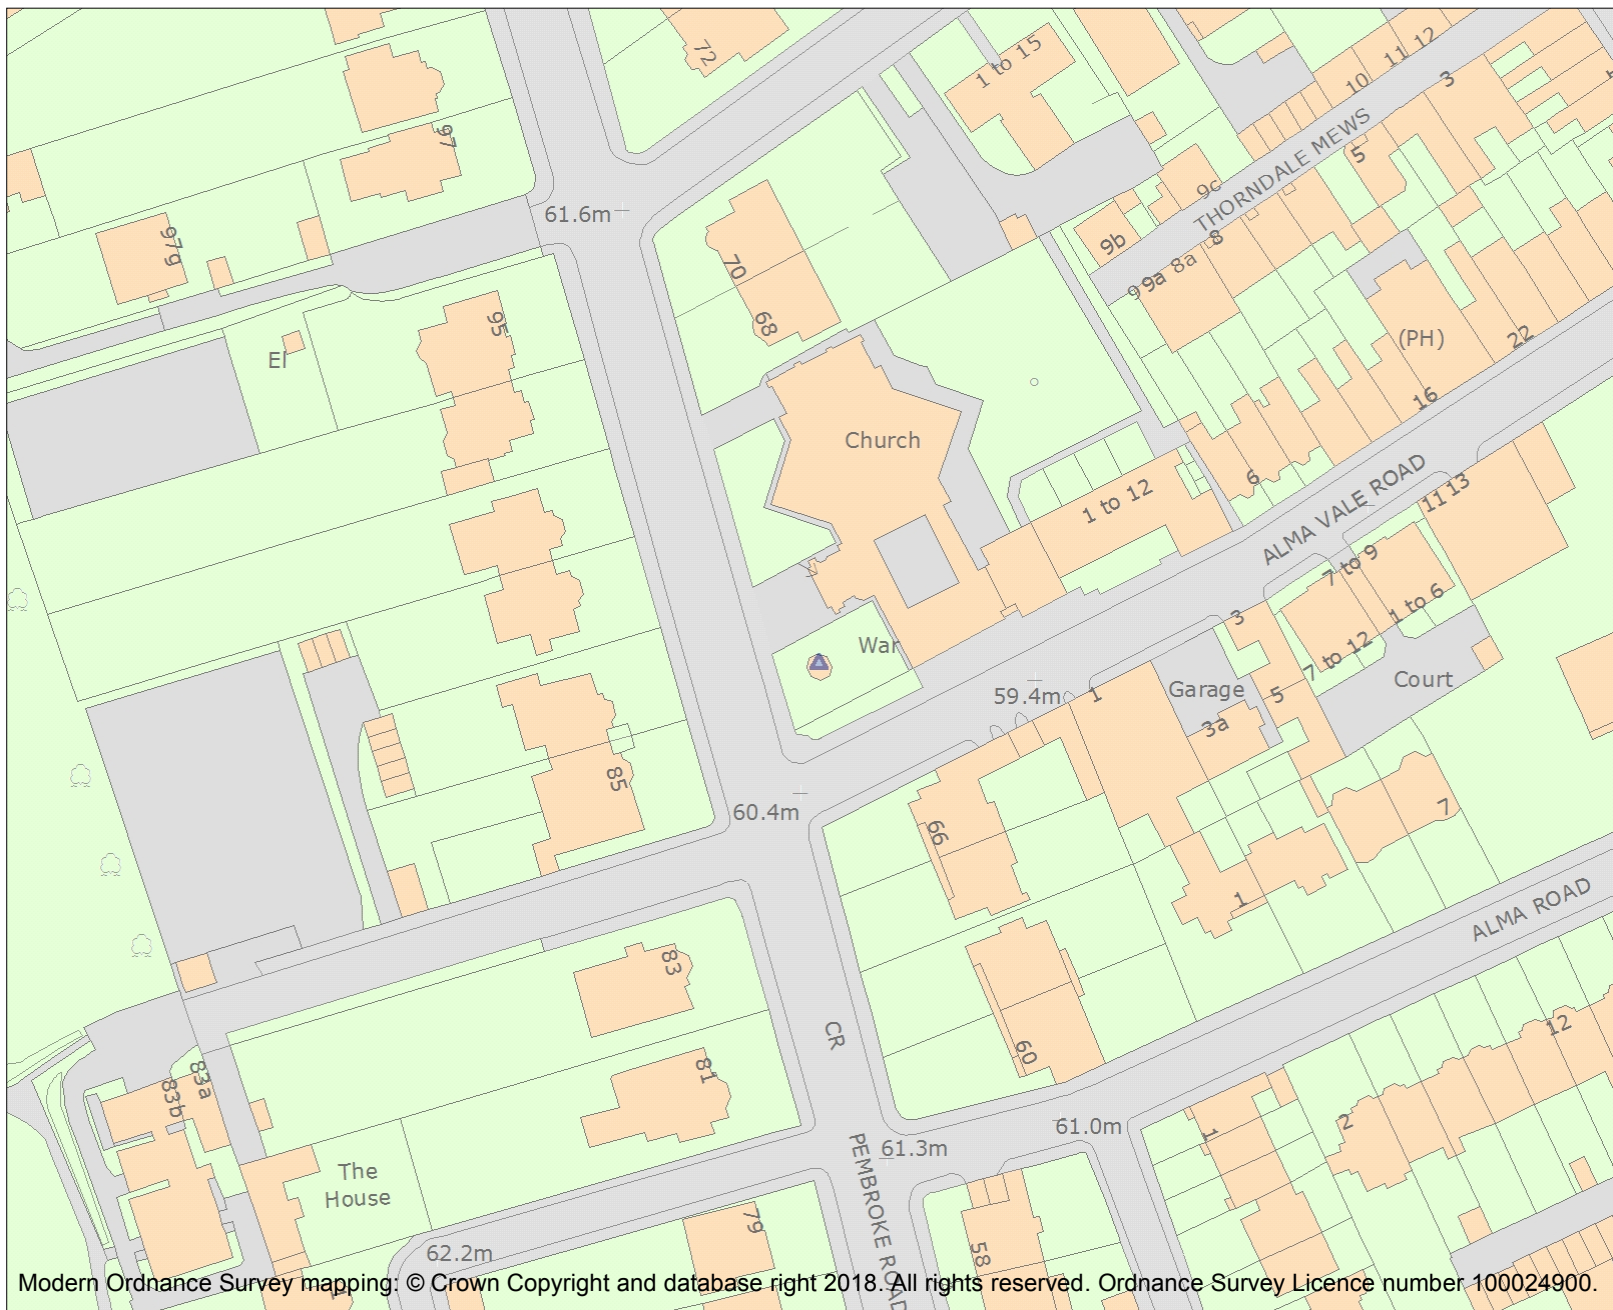 72
1 to 15
10
11
12
3
97
THORNDALE MEWS
5
9c
61.6m
97g
9b
8
70
9
9a
8a
95
68
El
(PH)
22
16
Church
6
1 to 12
ALMA VALE ROAD
11
13
7 to 9
1 to 6
3
War
7 to 12
59.4m
1
Garage
5
Court
3a
85
60.4m
66
7
1
ALMA ROAD
83
CR
60
12
83a
83b
81
61.0m
2
1
61.3m
PEMBROKE ROAD
The
House
79
62.2m
58
Modern Ordnance Survey mapping: © Crown Copyright and database right 2018. All rights reserved. Ordnance Survey Licence number 100024900.